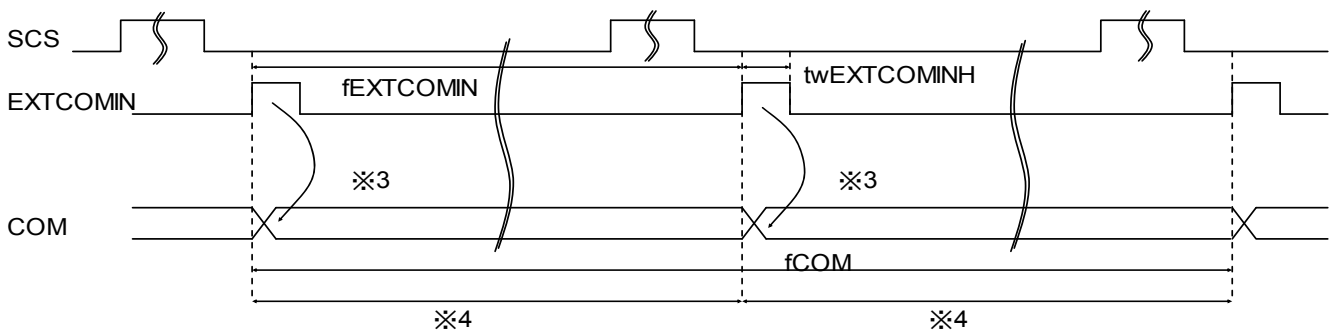 SCS
fEXTCOMIN
twEXTCOMINH
EXTCOMIN
※3
※3
COM
fCOM
※4
※4